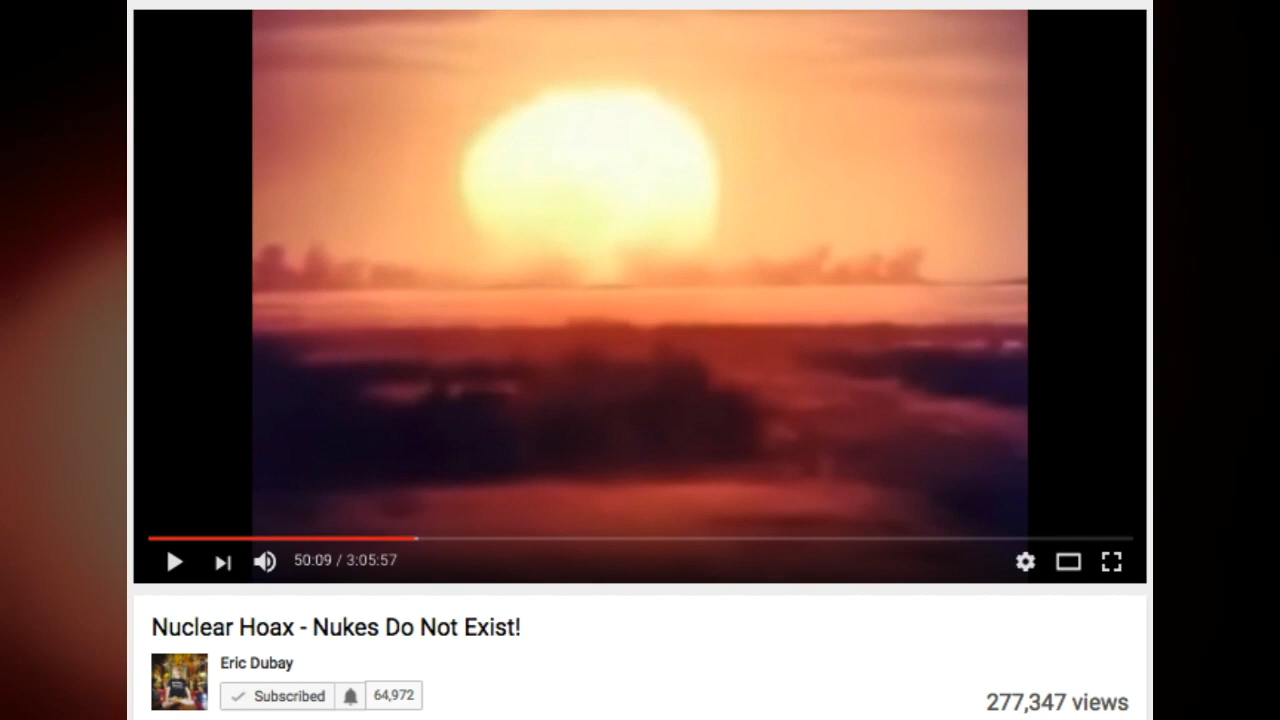 50:09 / 3:05:57
Nuclear Hoax - Nukes Do Not Exist!
Eric Dubay
Subscribed 64,972
277,347 views